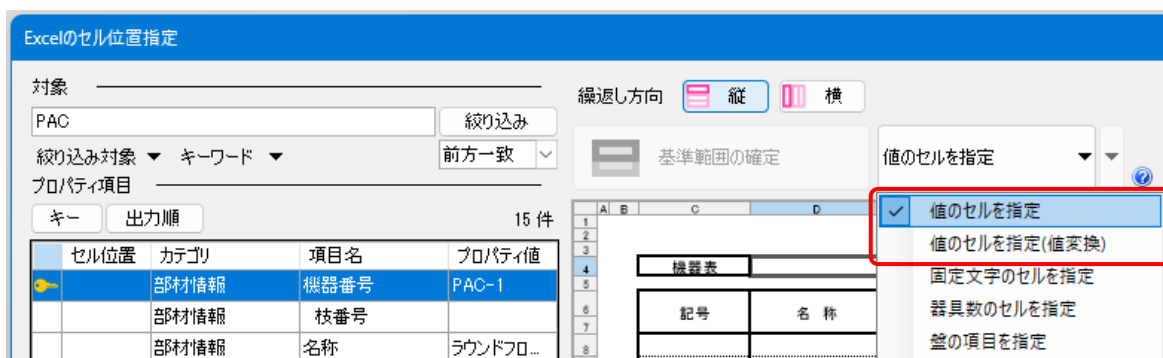 Excelのセル位置指定
対象
PAC
絞り込み
絞り込み対象 ▼ キーワード ▼
前方一致
プロパティ項目
キー 出力順
15 件
セル位置 カテゴリ 項目名 プロパティ値
部材情報 機器番号 PAC-1
部材情報 枝番号
部材情報 名称 ラウンドフロ...
繰返し方向 縦 横
基準範囲の確定
値のセルを指定
値のセルを指定
値のセルを指定(値変換)
固定文字のセルを指定
器具数のセルを指定
盤の項目を指定
A B C D
1
2
3
4 機器表
5
6 記号 名 称
7
8